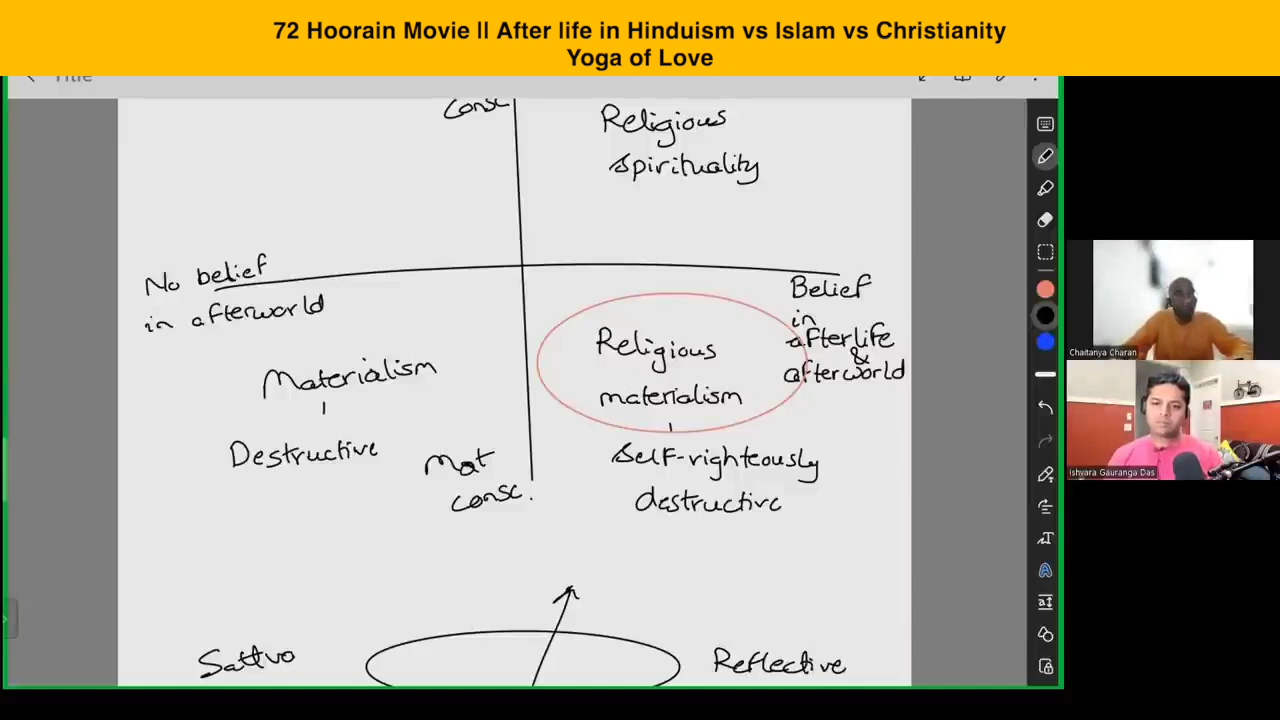 72 Hoorain Movie || After life in Hinduism vs Islam vs Christianity
Yoga of Love
Title
Consc
Religious
spirituality
No belief
in afterworld
Belief
in
afterlife
&
afterworld
Religious
materialism
Materialism
Destructive
Self-righteously
destructive
Mat
consc.
Sattva
Reflective
Chaitanya Charan
Ishvara Gauranga Das